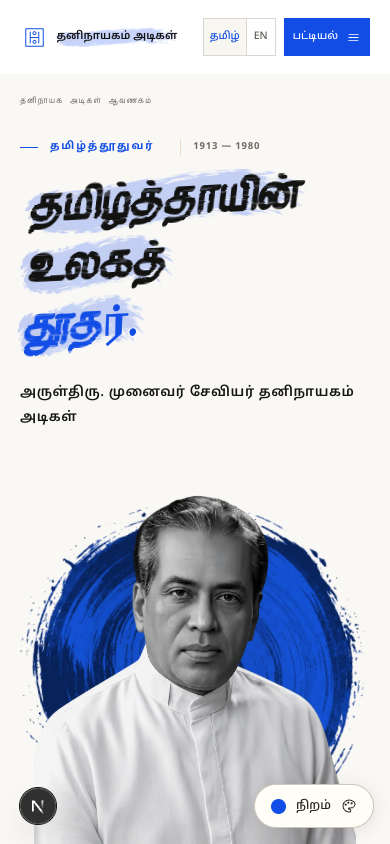 தனிநாயகம் அடிகள்
தமிழ்
EN
பட்டியல்
தனிநாயக அடிகள் ஆவணகம்
தமிழ்த்தூதுவர்
1913 — 1980
தமிழ்த்தாயின்
உலகத்
தூதர்.
அருள்திரு. முனைவர் சேவியர் தனிநாயகம்
அடிகள்
N
நிறம்